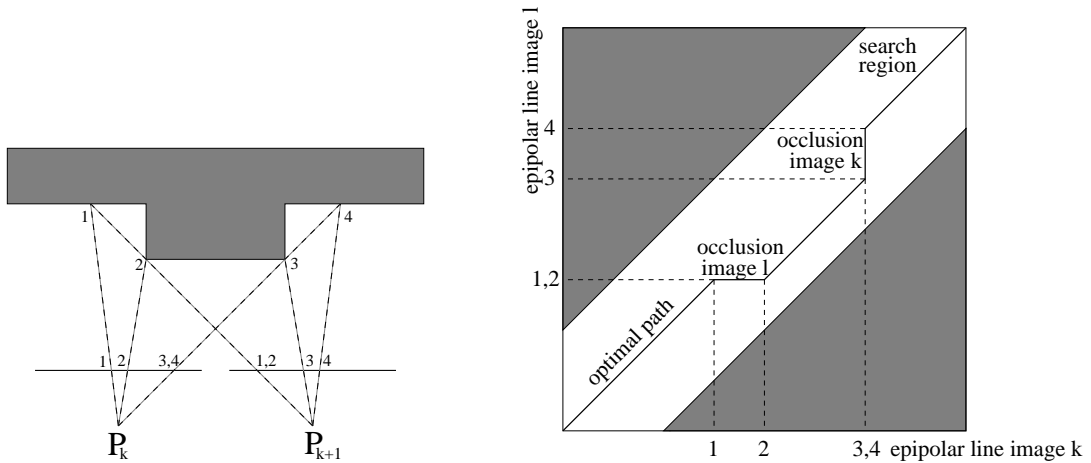 1
4
2
3
1 2
3,4
1,2
3 4
P_k
P_{k+1}
epipolar line image l
search
region
4
occlusion
image k
3
occlusion
image l
1,2
optimal path
1
2
3,4 epipolar line image k